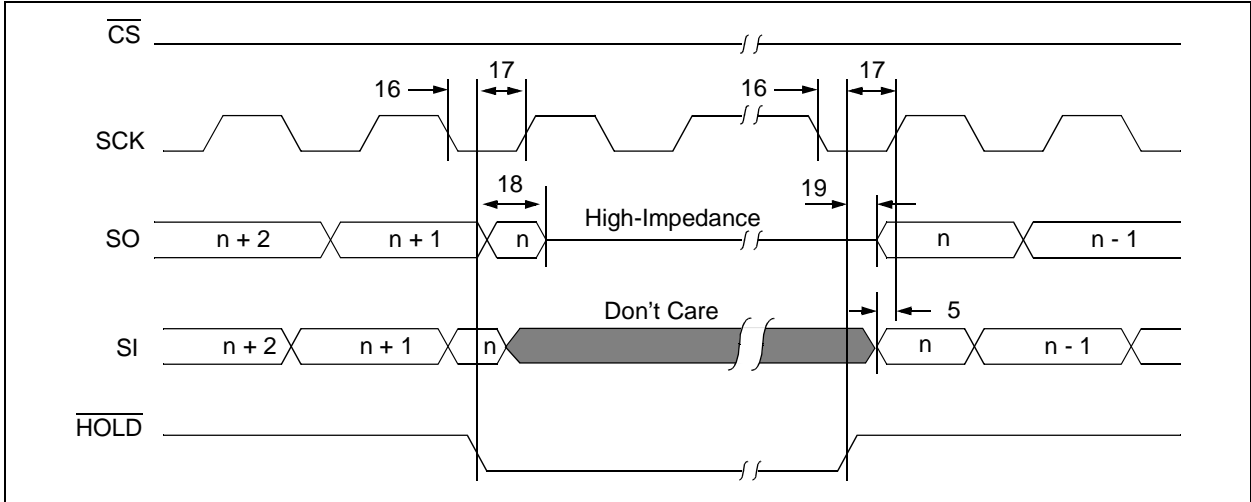 CS
17 17
16 16
SCK
18 19
High-Impedance
SO n + 2 n + 1 n n n - 1
Don't Care 5
SI n + 2 n + 1 n n n - 1
HOLD